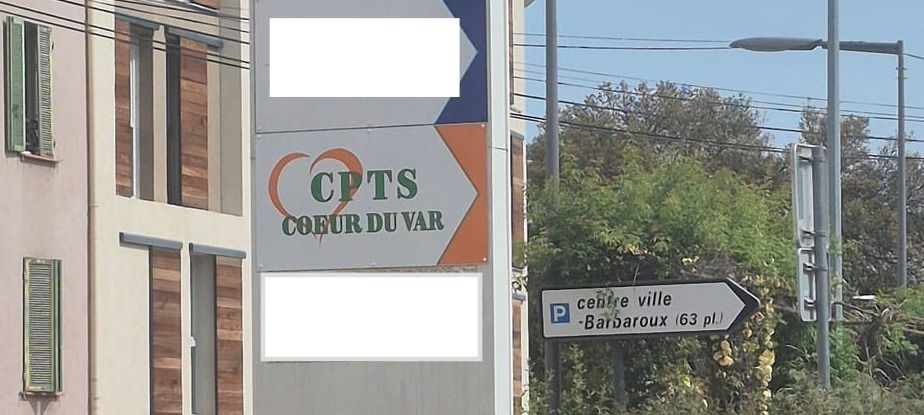 CPTS
COEUR DU VAR
P
centre ville
-Barbaroux (63 pl.)